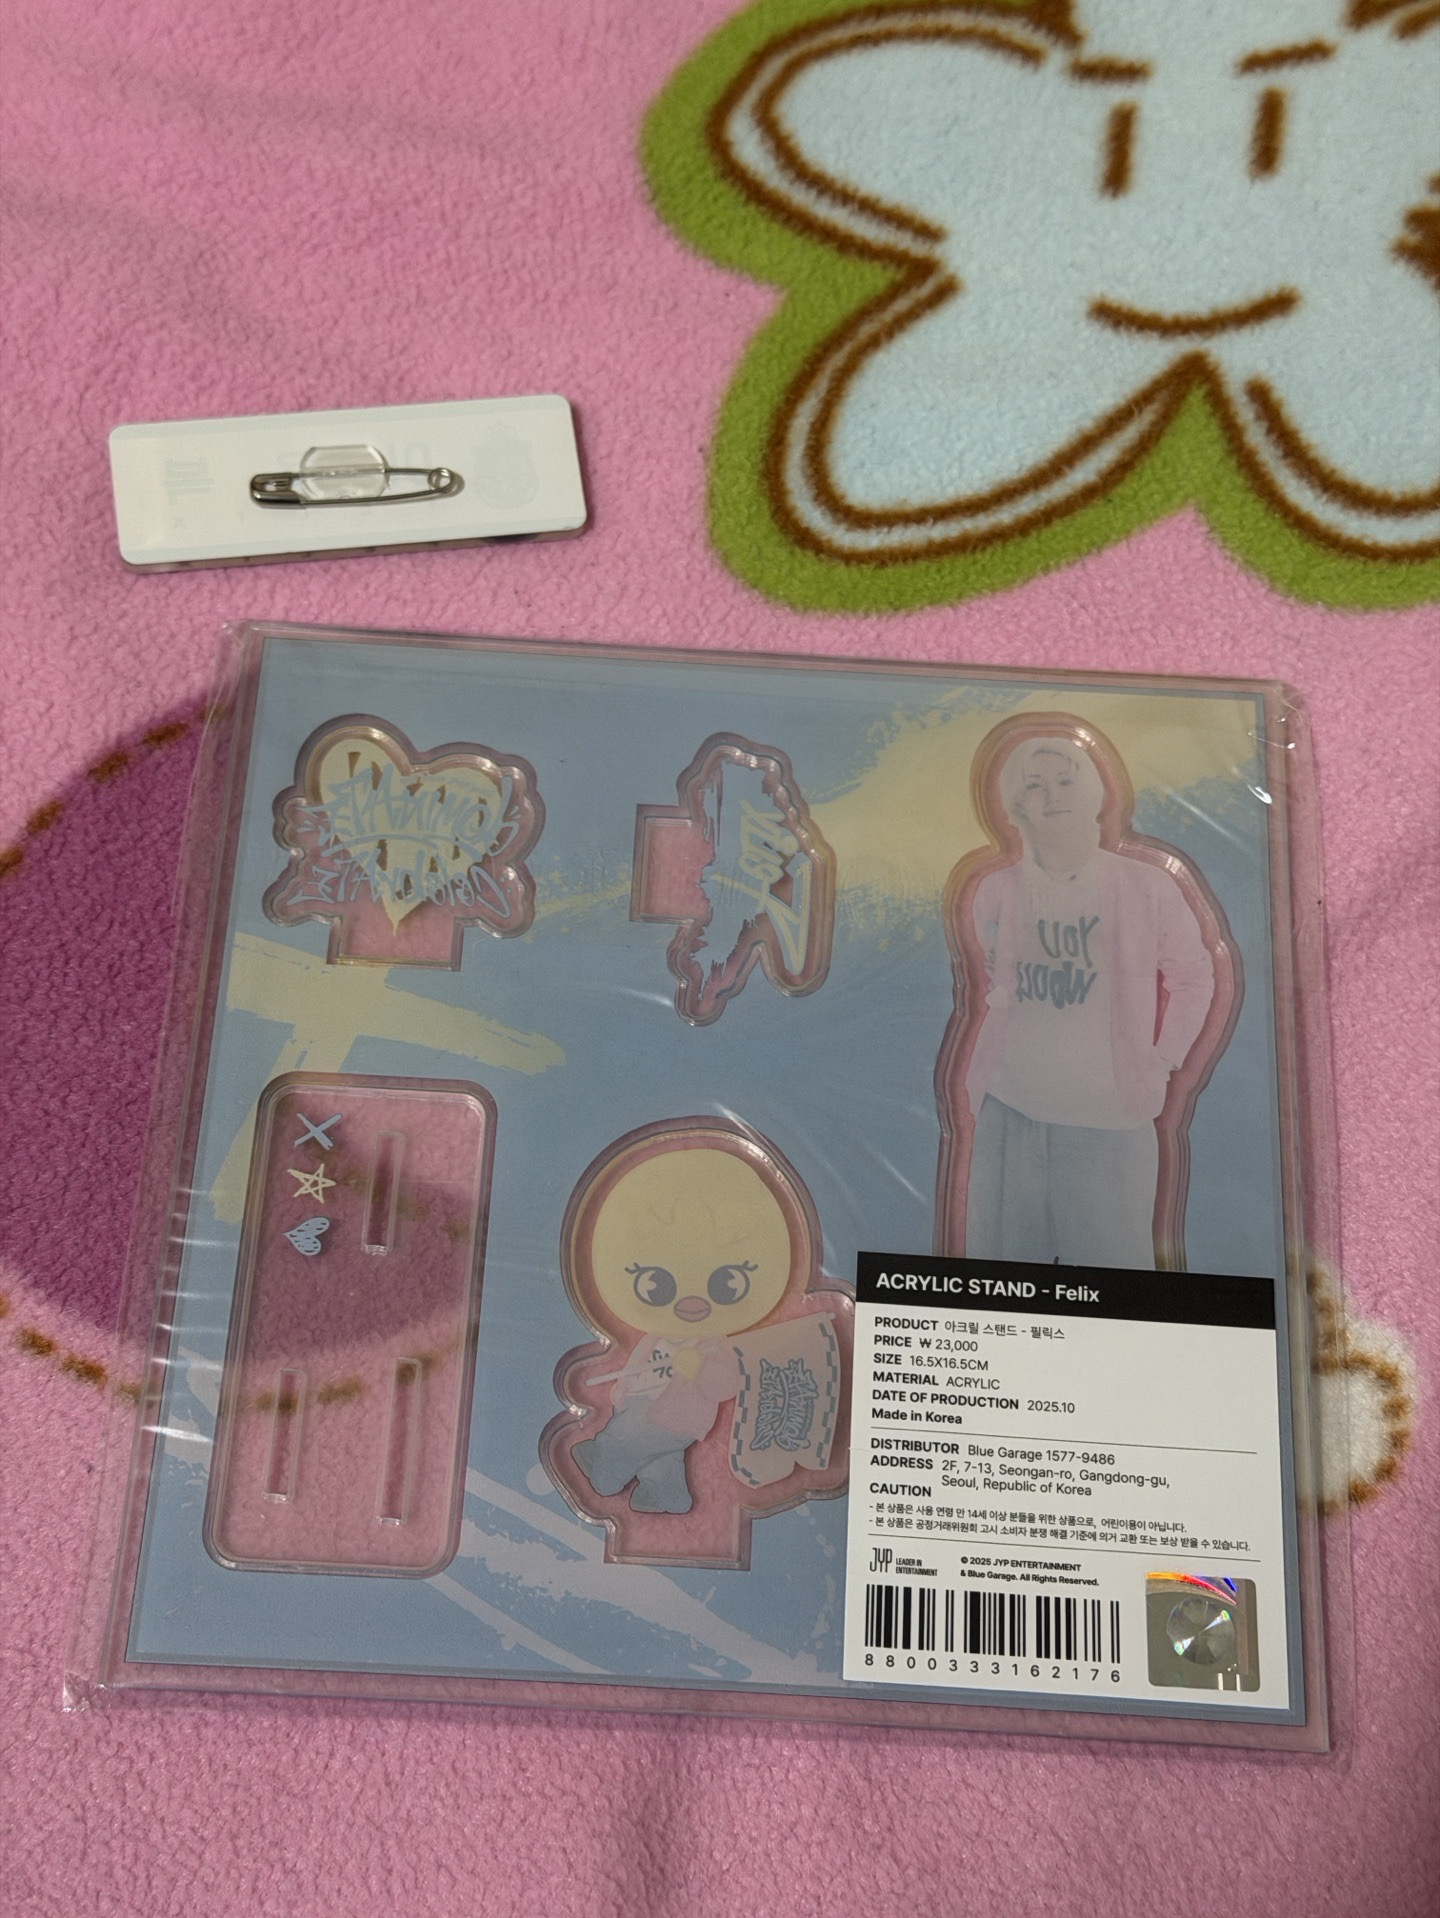 DOMINATE
CELEBRATE
YOU
WROU
ACRYLIC STAND - Felix
PRODUCT 아크릴 스탠드 - 필릭스
PRICE ₩ 23,000
SIZE 16.5X16.5CM
MATERIAL ACRYLIC
DATE OF PRODUCTION 2025.10
Made in Korea
DISTRIBUTOR Blue Garage 1577-9486
ADDRESS 2F, 7-13, Seongan-ro, Gangdong-gu,
Seoul, Republic of Korea
CAUTION
- 본 상품은 사용 연령 만 14세 이상 분들을 위한 상품으로, 어린이용이 아닙니다.
- 본 상품은 공정거래위원회 고시 소비자 분쟁 해결 기준에 의거 교환 또는 보상 받을 수 있습니다.
JYP LEADER IN
ENTERTAINMENT
© 2025 JYP ENTERTAINMENT
& Blue Garage. All Rights Reserved.
8800331662176